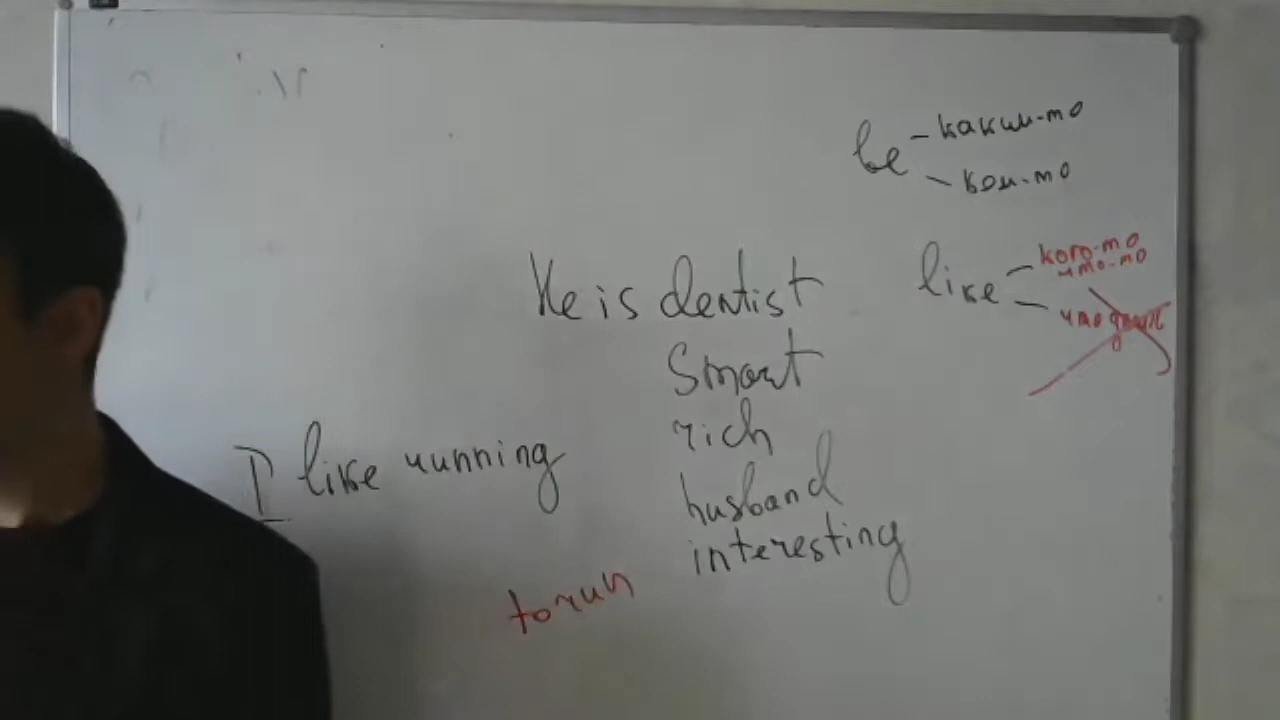 be - каким-то
- кем-то
He is dentist
like - кого-то
что-то
smart
rich
I like running
husband
interesting
to run